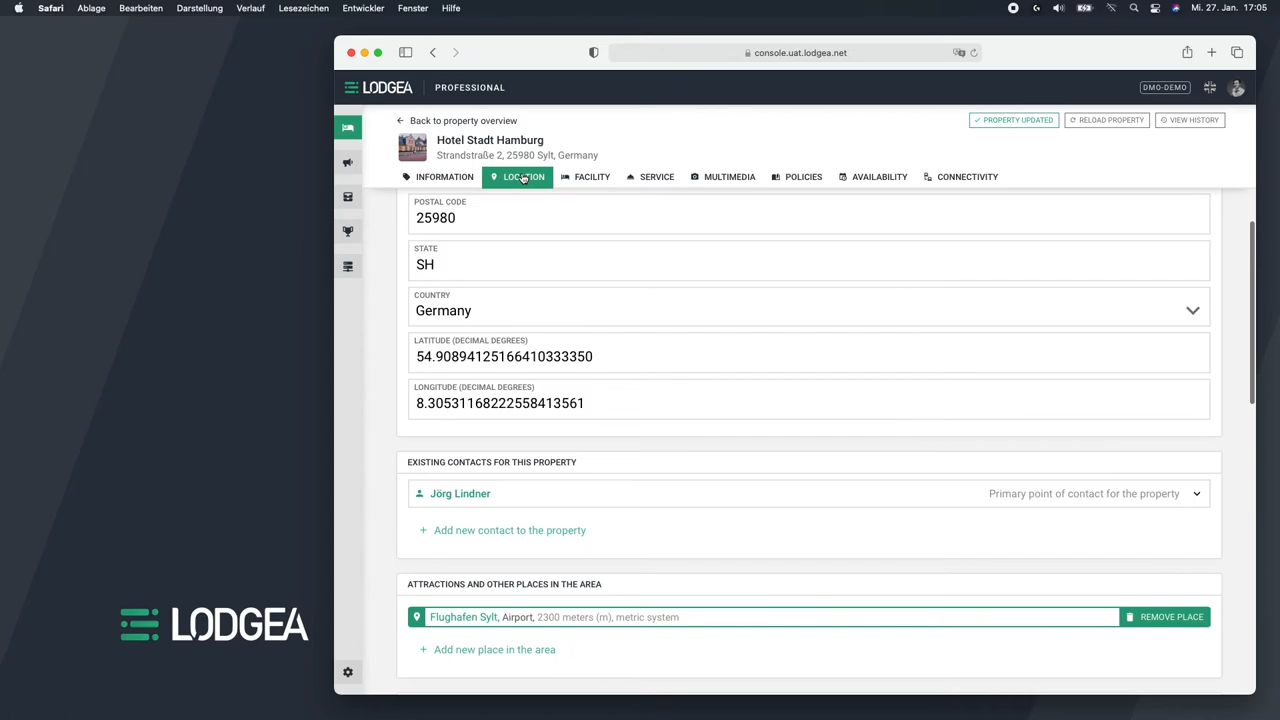 Safari Ablage Bearbeiten Darstellung Verlauf Lesezeichen Entwickler Fenster Hilfe Mi. 27. Jan. 17:05
console.uat.lodgea.net
LODGEA PROFESSIONAL DMO-DEMO
Back to property overview PROPERTY UPDATED RELOAD PROPERTY VIEW HISTORY
Hotel Stadt Hamburg
Strandstraße 2, 25980 Sylt, Germany
INFORMATION LOCATION FACILITY SERVICE MULTIMEDIA POLICIES AVAILABILITY CONNECTIVITY
POSTAL CODE
25980
STATE
SH
COUNTRY
Germany
LATITUDE (DECIMAL DEGREES)
54.90894125166410333350
LONGITUDE (DECIMAL DEGREES)
8.30531168222558413561
EXISTING CONTACTS FOR THIS PROPERTY
Jörg Lindner Primary point of contact for the property
+ Add new contact to the property
ATTRACTIONS AND OTHER PLACES IN THE AREA
Flughafen Sylt, Airport, 2300 meters (m), metric system REMOVE PLACE
+ Add new place in the area
LODGEA